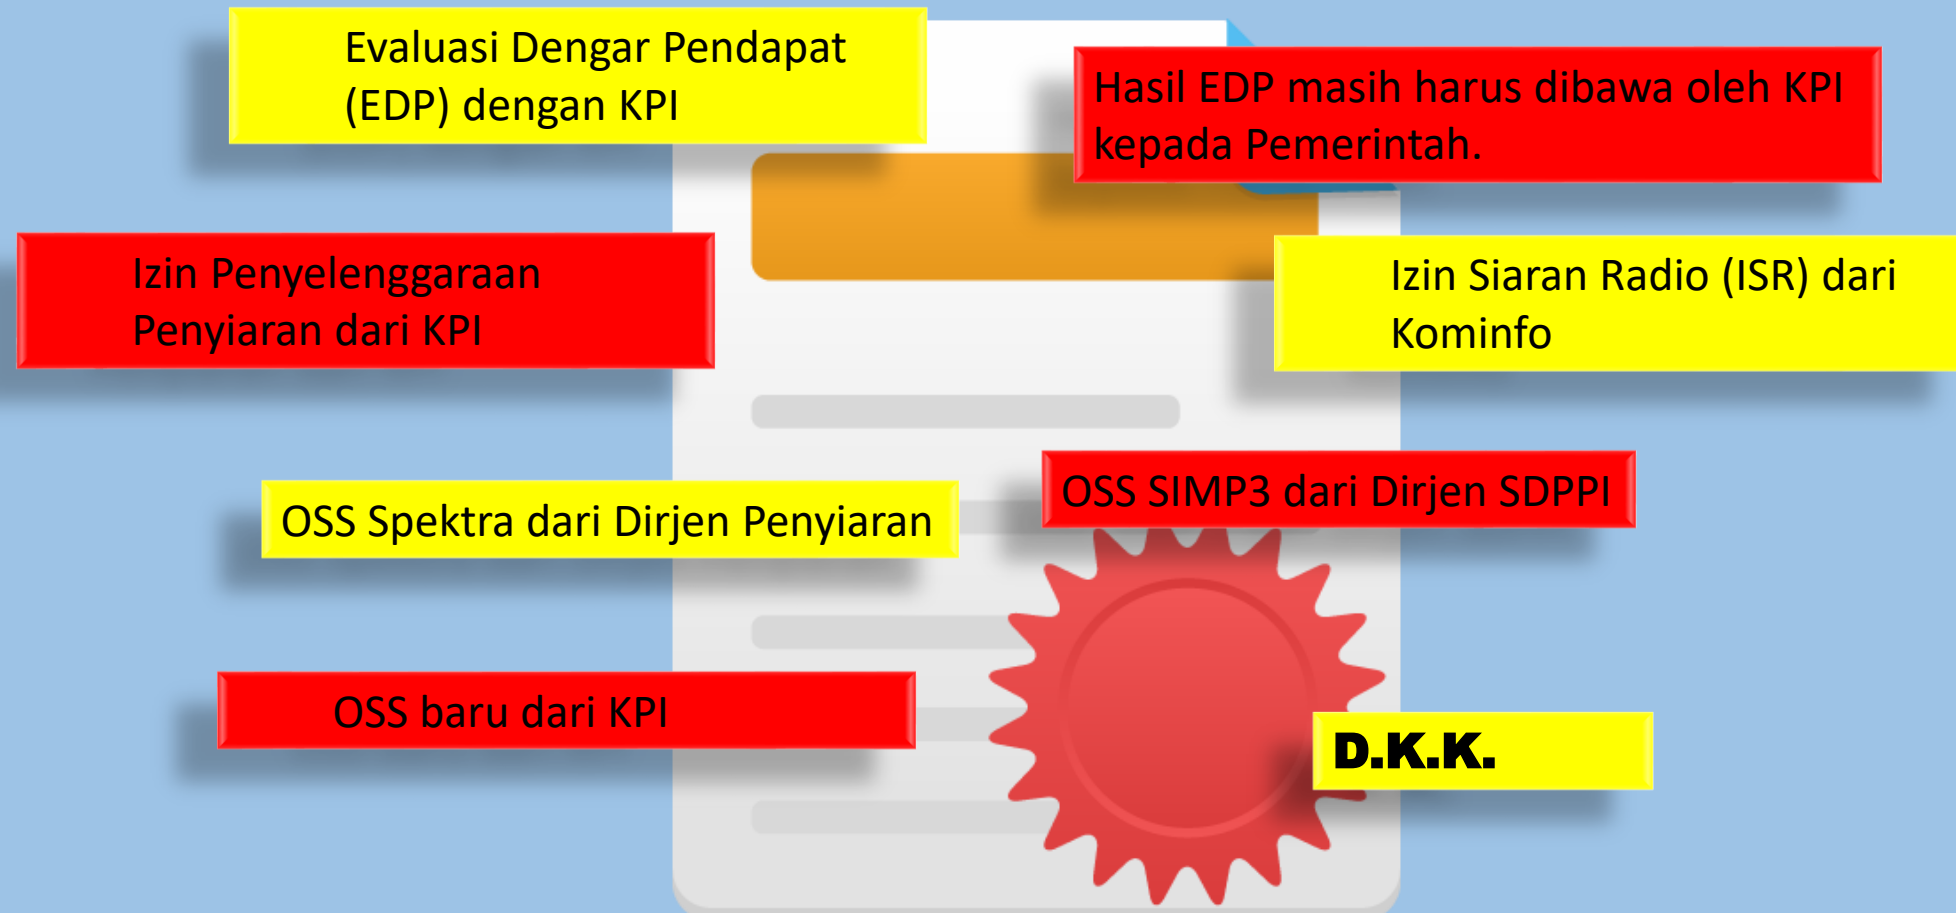 Evaluasi Dengar Pendapat
(EDP) dengan KPI
Hasil EDP masih harus dibawa oleh KPI
kepada Pemerintah.
Izin Penyelenggaraan
Penyiaran dari KPI
Izin Siaran Radio (ISR) dari
Kominfo
OSS Spektra dari Dirjen Penyiaran
OSS SIMP3 dari Dirjen SDPPI
OSS baru dari KPI
D.K.K.